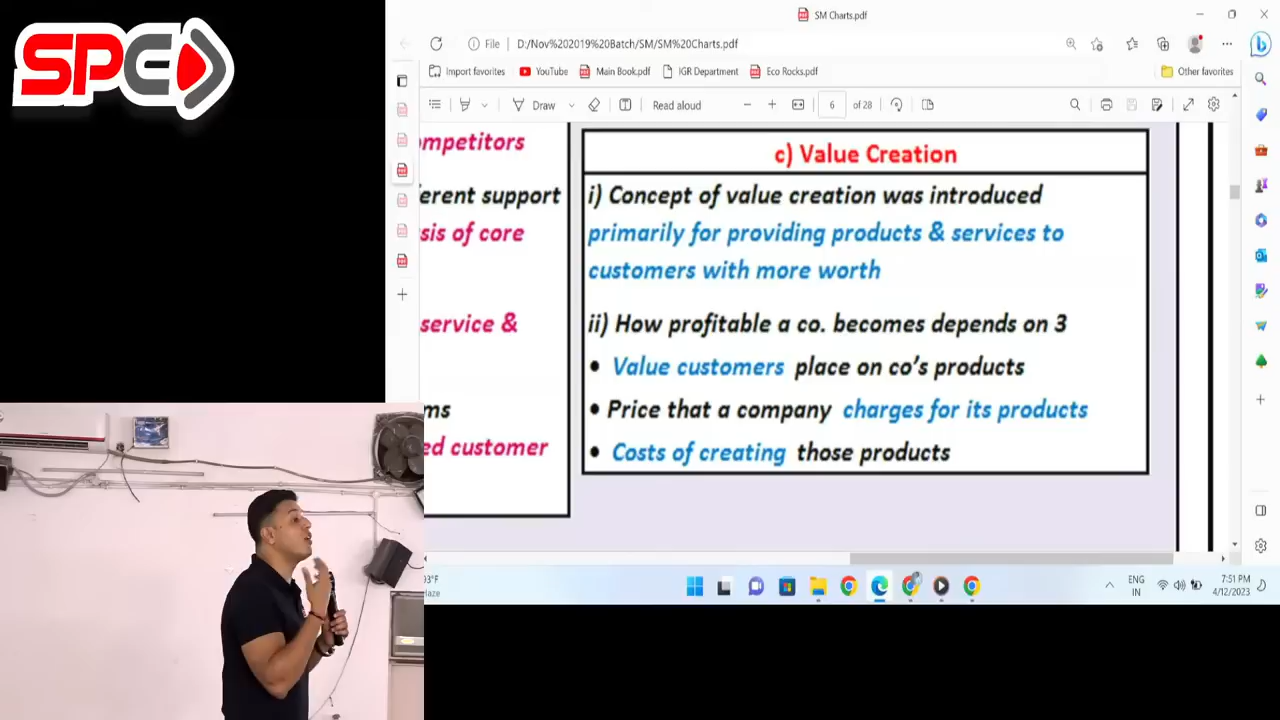 SPE
SM Charts.pdf
File D:/Nov%202019%20Batch/SM/SM%20Charts.pdf
Import favorites YouTube Main Book.pdf IGR Department Eco Rocks.pdf Other favorites
Draw Read aloud 6 of 28
ompetitors
erent support
sis of core
service &
ms
ed customer
c) Value Creation
i) Concept of value creation was introduced
primarily for providing products & services to
customers with more worth
ii) How profitable a co. becomes depends on 3
• Value customers place on co's products
• Price that a company charges for its products
• Costs of creating those products
93°F
laze
ENG
IN
7:51 PM
4/12/2023